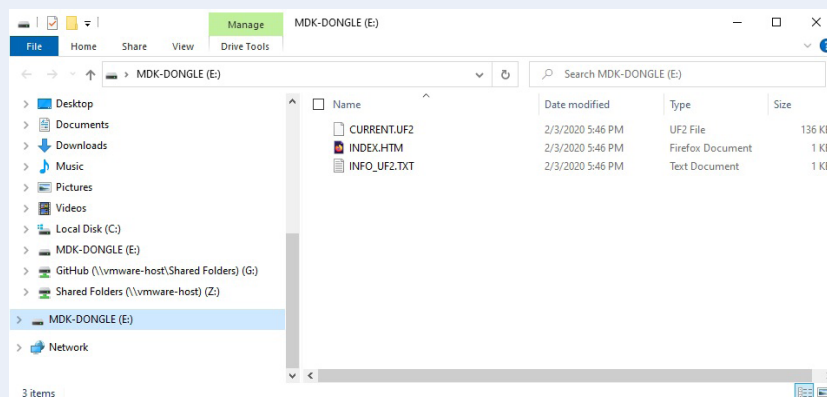 Manage
MDK-DONGLE (E:)
File Home Share View Drive Tools
MDK-DONGLE (E:)
Search MDK-DONGLE (E:)
Desktop
Documents
Downloads
Music
Pictures
Videos
Local Disk (C:)
MDK-DONGLE (E:)
GitHub (\\vmware-host\Shared Folders) (G:)
Shared Folders (\\vmware-host) (Z:)
MDK-DONGLE (E:)
Network
Name Date modified Type Size
CURRENT.UF2 2/3/2020 5:46 PM UF2 File 136 K
INDEX.HTM 2/3/2020 5:46 PM Firefox Document 1 K
INFO_UF2.TXT 2/3/2020 5:46 PM Text Document 1 K
3 items